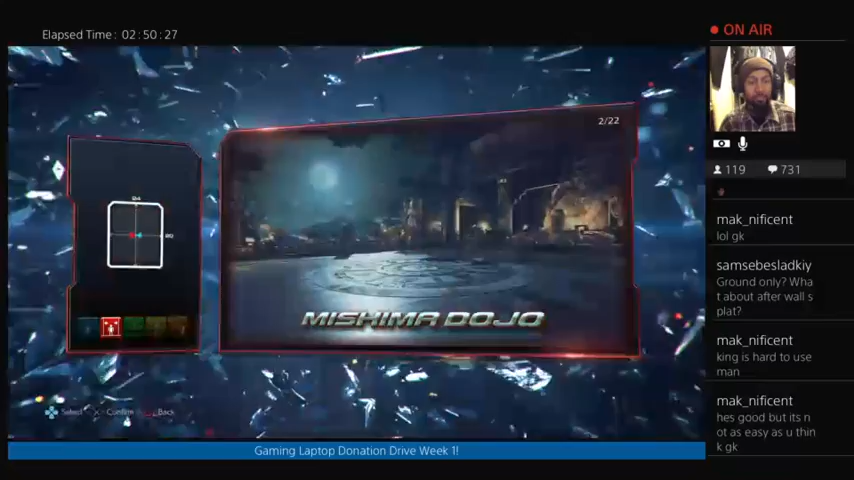 Elapsed Time : 02:50:27
ON AIR
2/22
119
731
mak_nificent
lol gk
samsebesladkiy
Ground only? Wha
t about after wall s
plat?
mak_nificent
king is hard to use
man
mak_nificent
hes good but its n
ot as easy as u thin
k gk
MISHIMA DOJO
Select Confirm Back
Gaming Laptop Donation Drive Week 1!